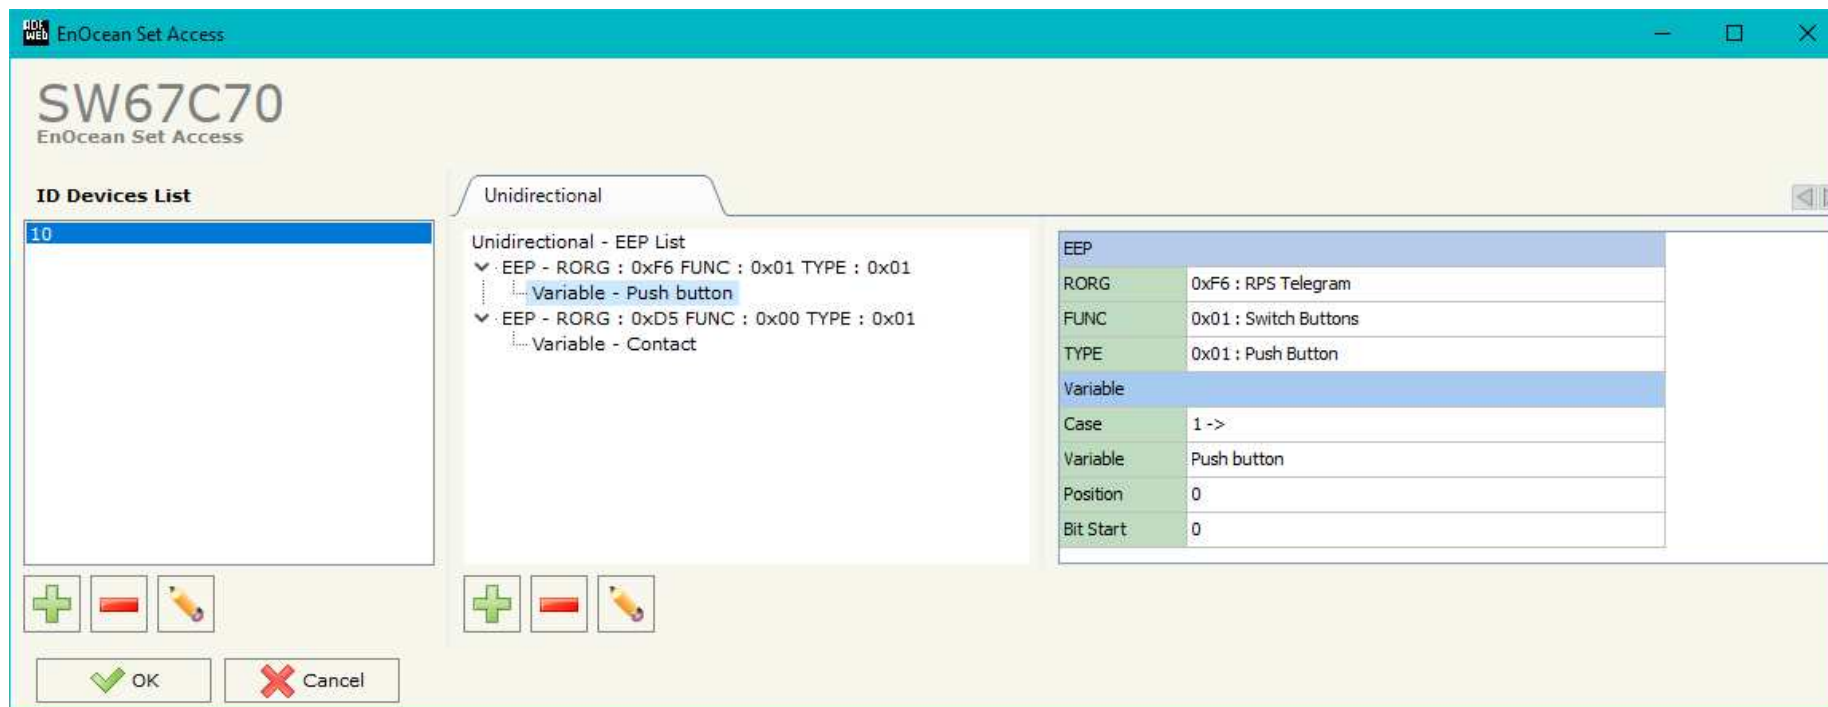 ADF
WEB
EnOcean Set Access
SW67C70
EnOcean Set Access
ID Devices List
10
Unidirectional
Unidirectional - EEP List
EEP - RORG : 0xF6 FUNC : 0x01 TYPE : 0x01
Variable - Push button
EEP - RORG : 0xD5 FUNC : 0x00 TYPE : 0x01
Variable - Contact
EEP
RORG 0xF6 : RPS Telegram
FUNC 0x01 : Switch Buttons
TYPE 0x01 : Push Button
Variable
Case 1 ->
Variable Push button
Position 0
Bit Start 0
OK
Cancel